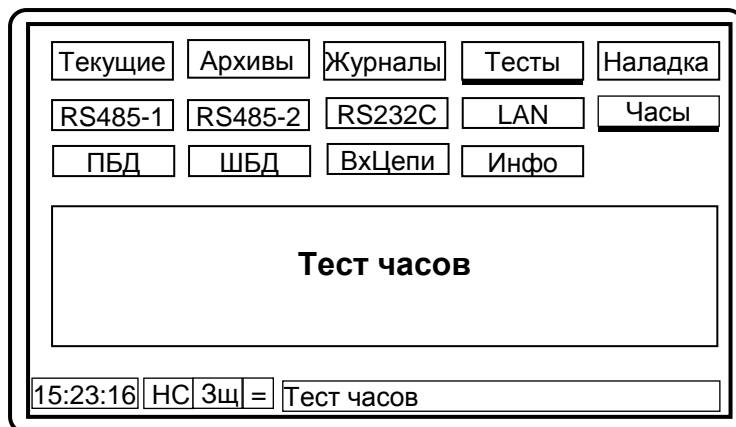 Текущие Архивы Журналы Тесты Наладка
RS485-1 RS485-2 RS232C LAN Часы
ПБД ШБД ВхЦепи Инфо
Тест часов
15:23:16 НС Зщ = Тест часов